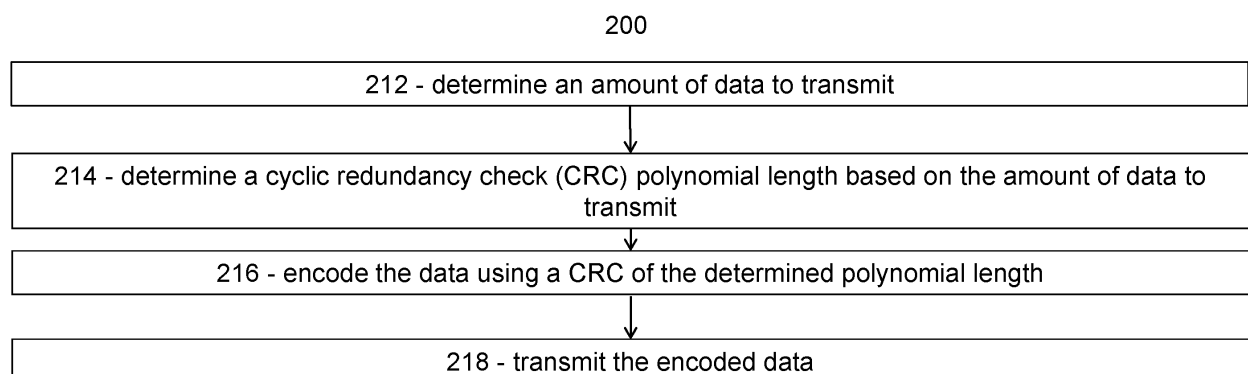 200
212 - determine an amount of data to transmit
214 - determine a cyclic redundancy check (CRC) polynomial length based on the amount of data to
transmit
216 - encode the data using a CRC of the determined polynomial length
218 - transmit the encoded data